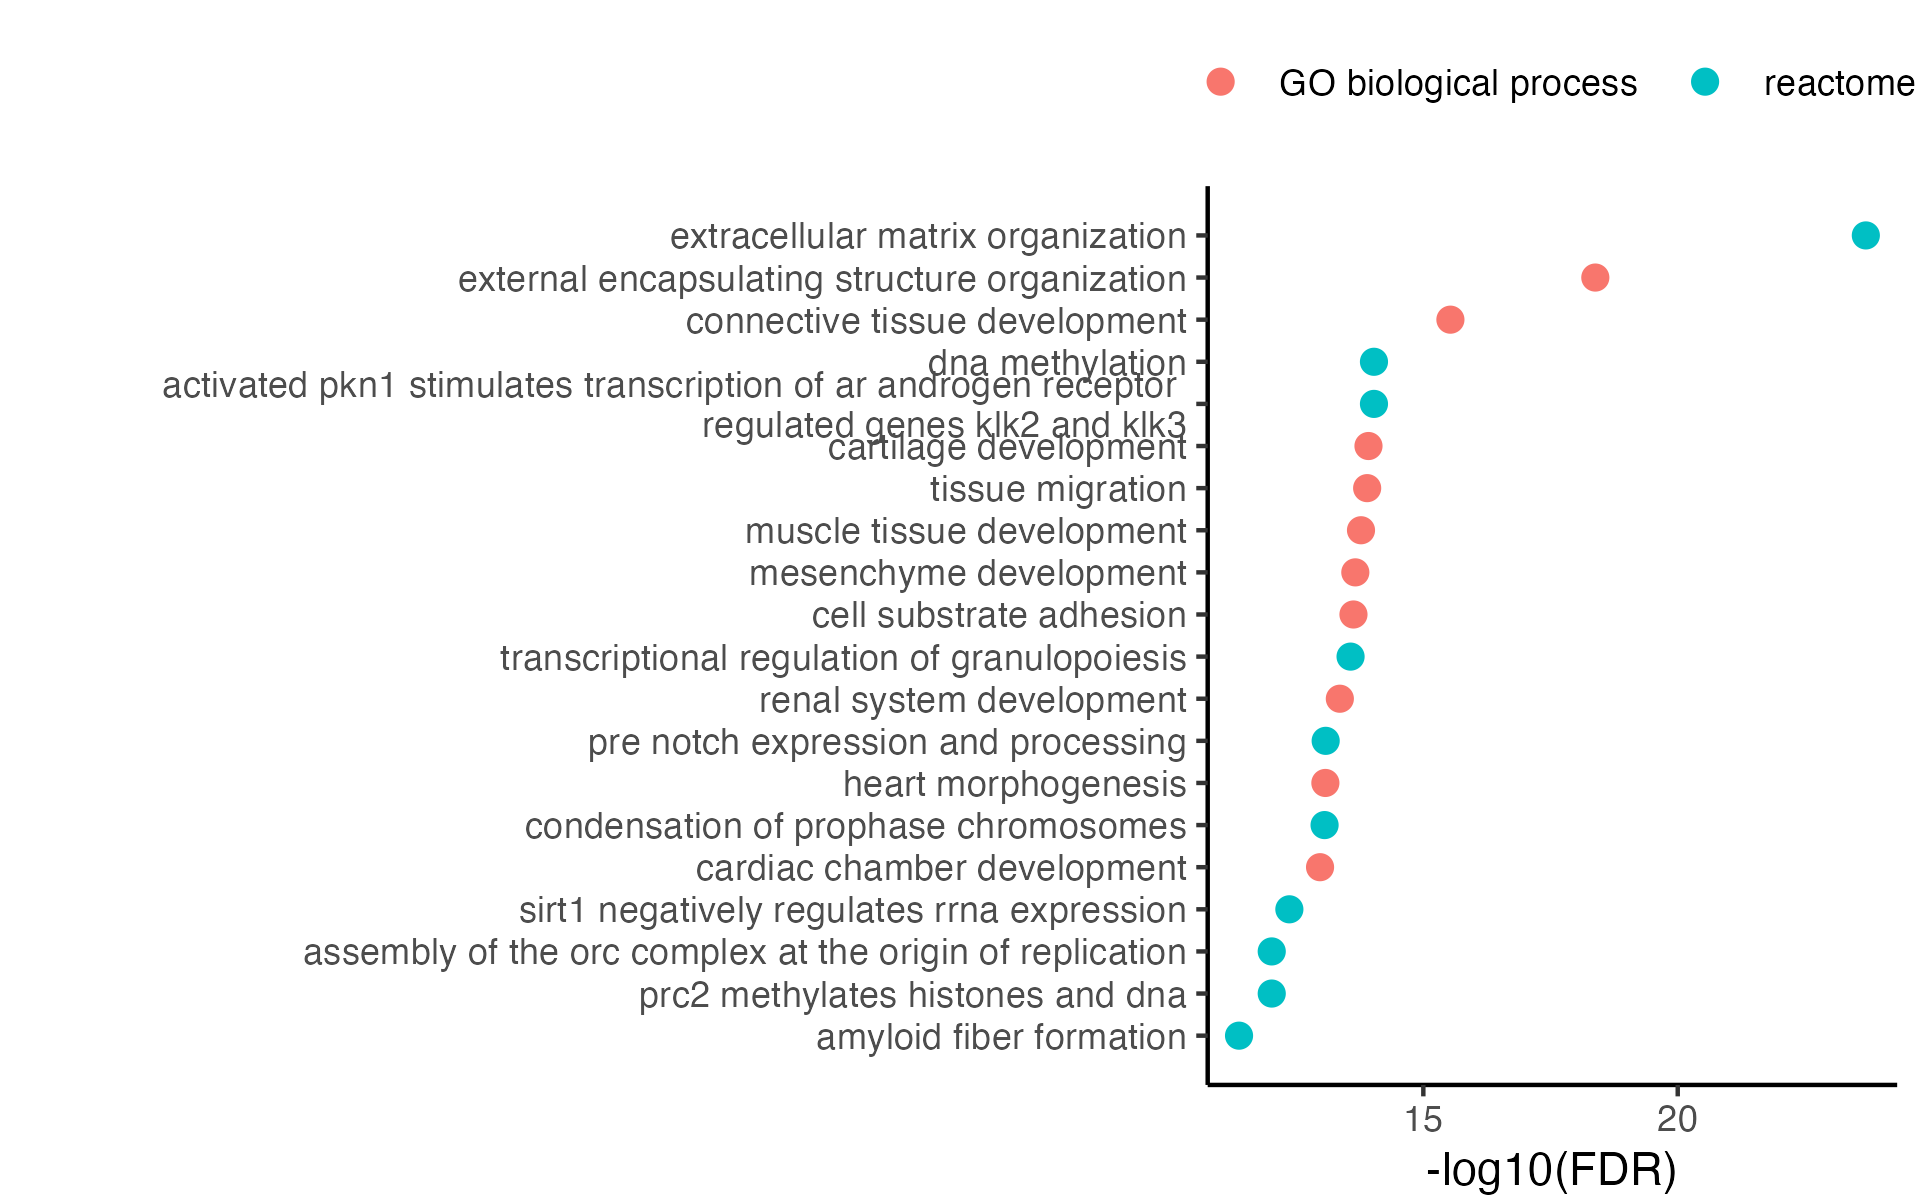 GO biological process reactome
extracellular matrix organization
external encapsulating structure organization
connective tissue development
dna methylation
activated pkn1 stimulates transcription of ar androgen receptor
regulated genes klk2 and klk3
cartilage development
tissue migration
muscle tissue development
mesenchyme development
cell substrate adhesion
transcriptional regulation of granulopoiesis
renal system development
pre notch expression and processing
heart morphogenesis
condensation of prophase chromosomes
cardiac chamber development
sirt1 negatively regulates rrna expression
assembly of the orc complex at the origin of replication
prc2 methylates histones and dna
amyloid fiber formation
15 20
-log10(FDR)